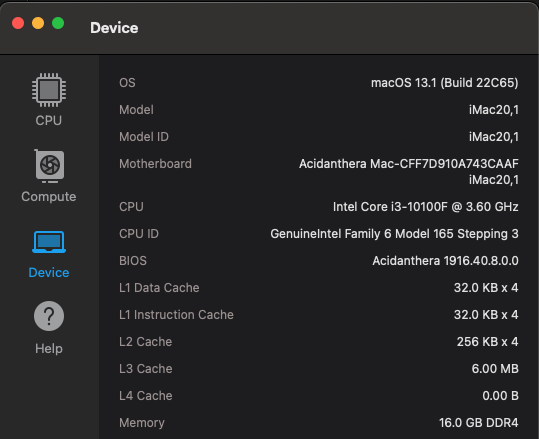 Device
CPU
Compute
Device
Help
OS macOS 13.1 (Build 22C65)
Model iMac20,1
Model ID iMac20,1
Motherboard Acidanthera Mac-CFF7D910A743CAAF
iMac20,1
CPU Intel Core i3-10100F @ 3.60 GHz
CPU ID GenuineIntel Family 6 Model 165 Stepping 3
BIOS Acidanthera 1916.40.8.0.0
L1 Data Cache 32.0 KB x 4
L1 Instruction Cache 32.0 KB x 4
L2 Cache 256 KB x 4
L3 Cache 6.00 MB
L4 Cache 0.00 B
Memory 16.0 GB DDR4